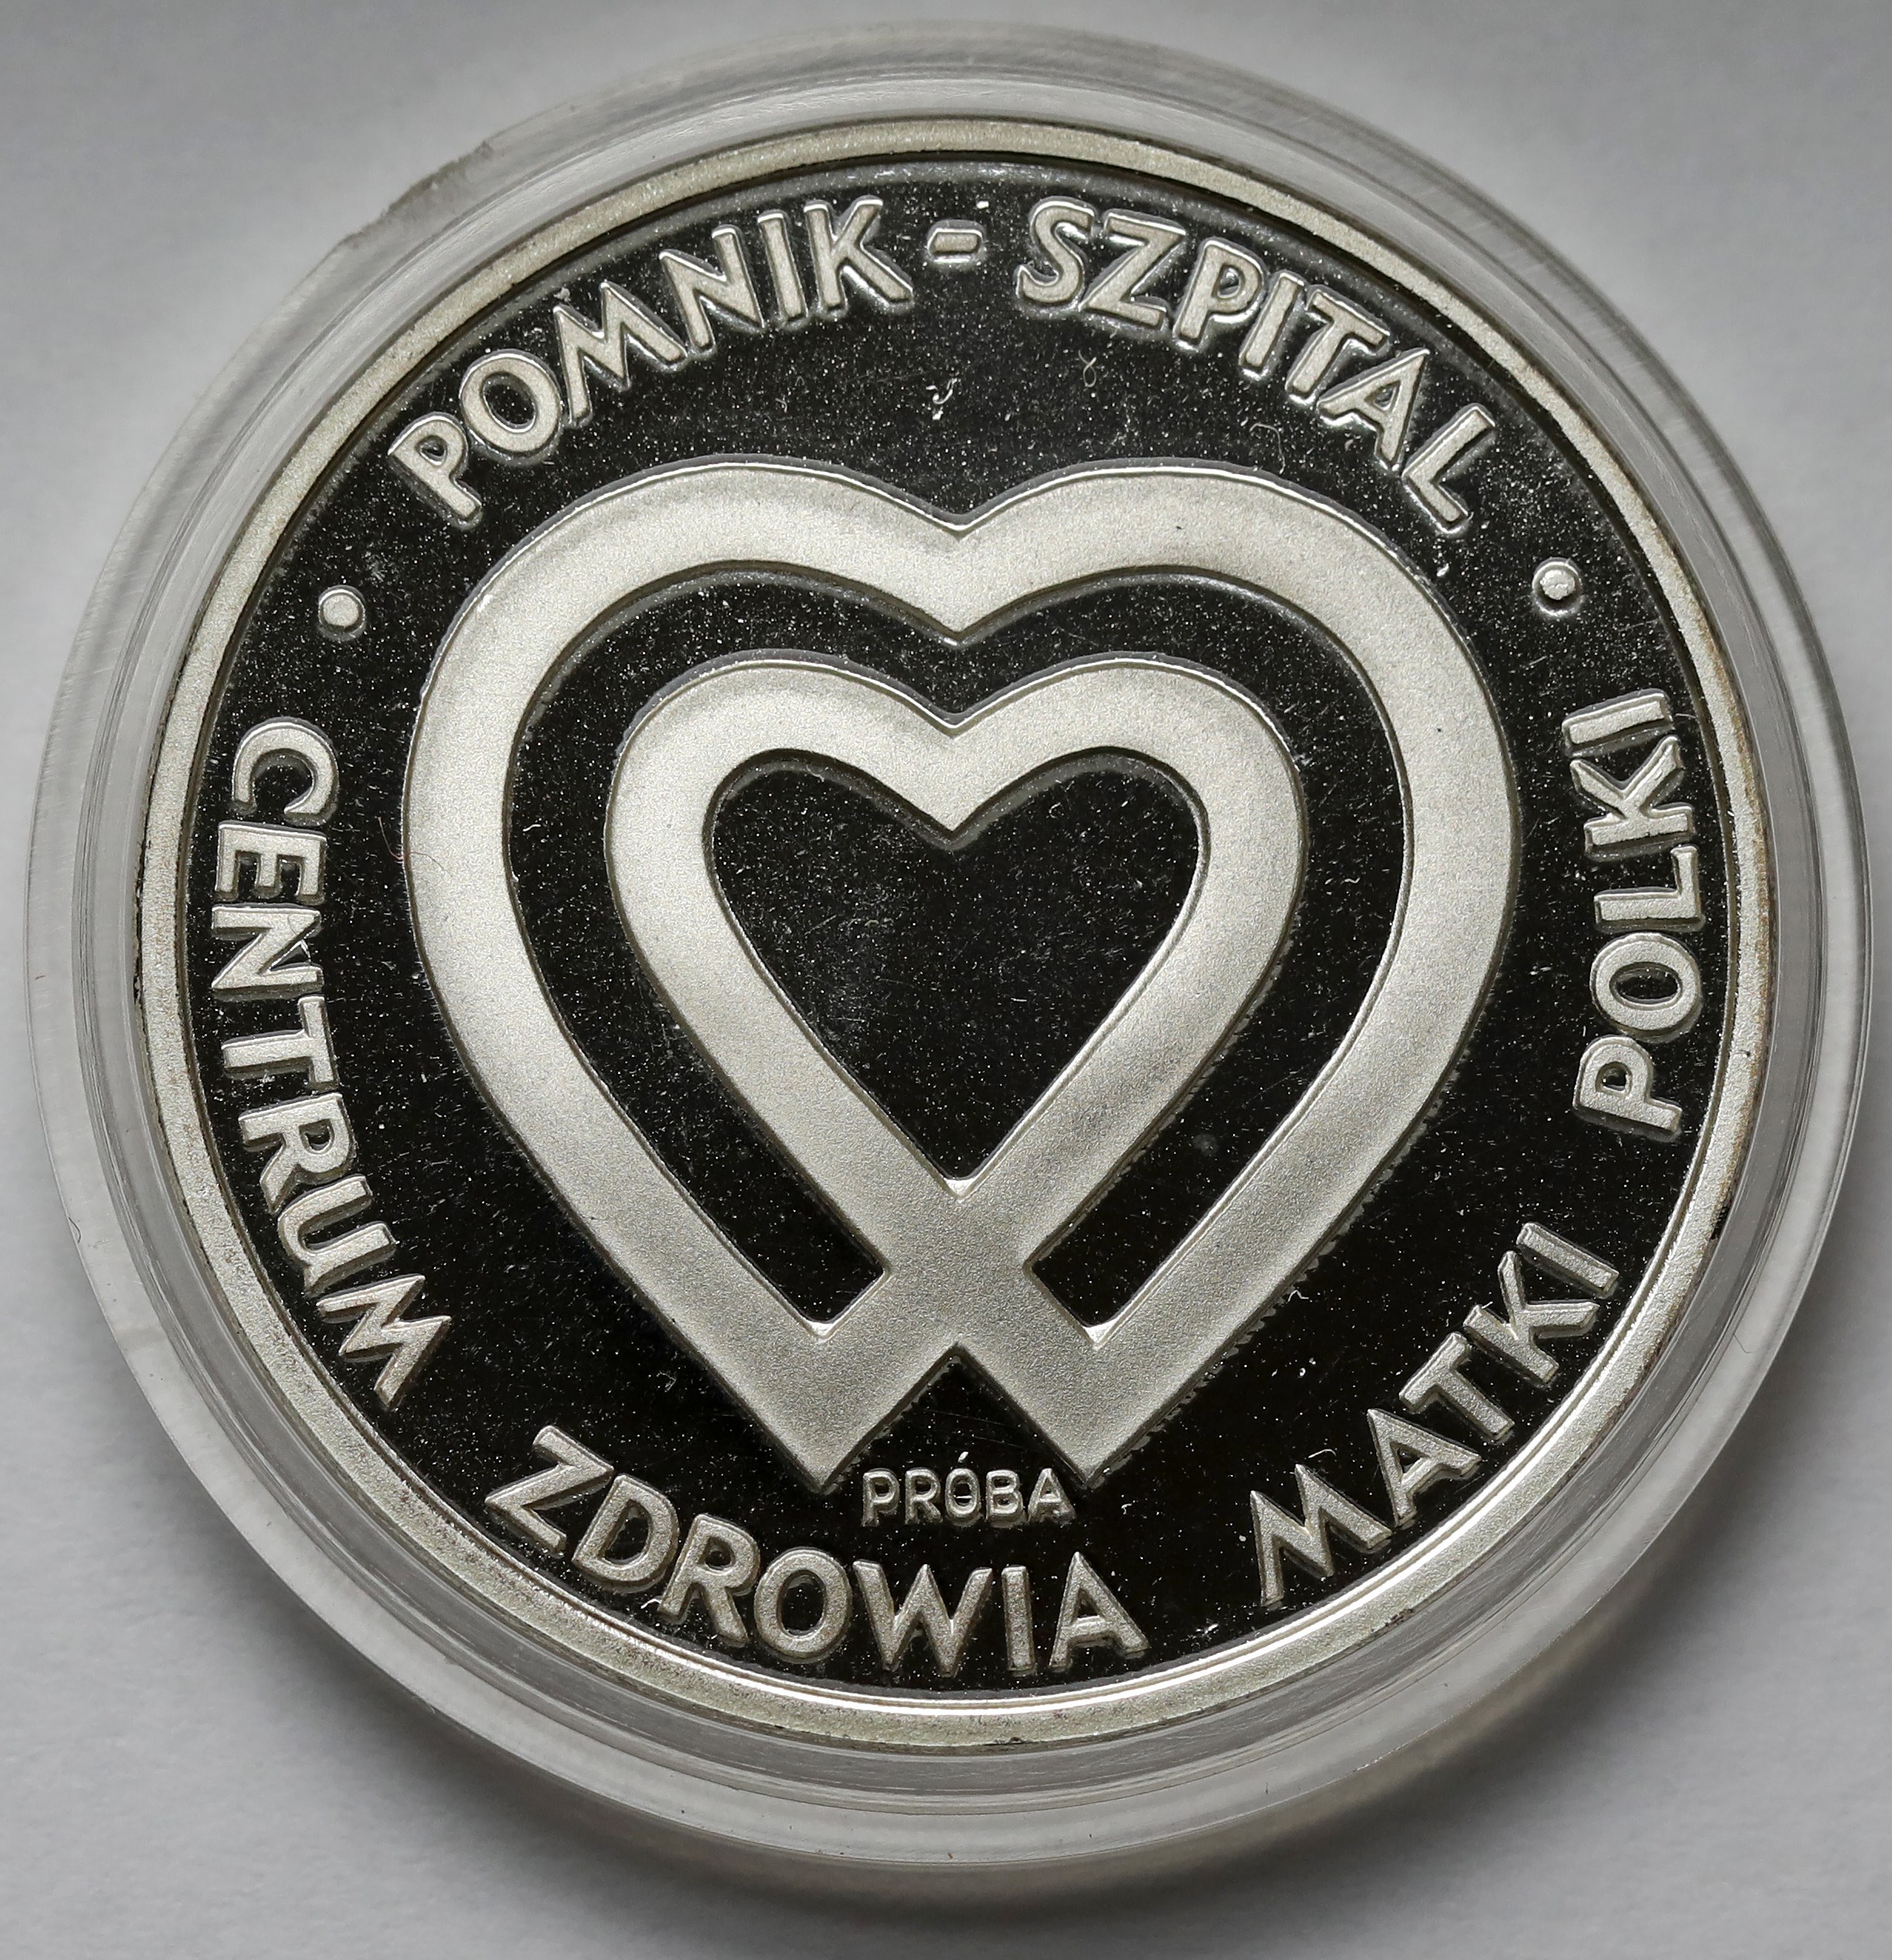 POMNIK - SZPITAL
CENTRUM ZDROWIA MATKI POLKI
PRÓBA